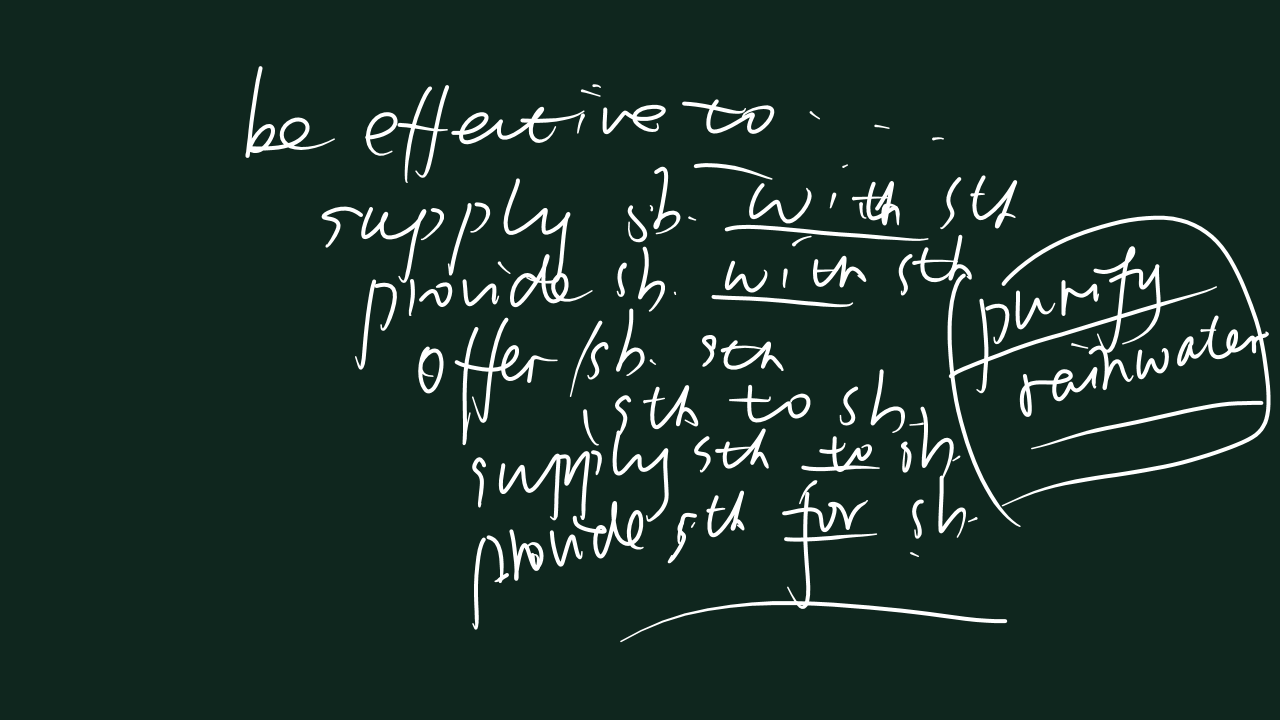 be effective to . . .
supply sb. with sth
provide sb. with sth
offer sb. sth
sth to sb.
supply sth to sb.
provide sth for sb.
purify
rainwater